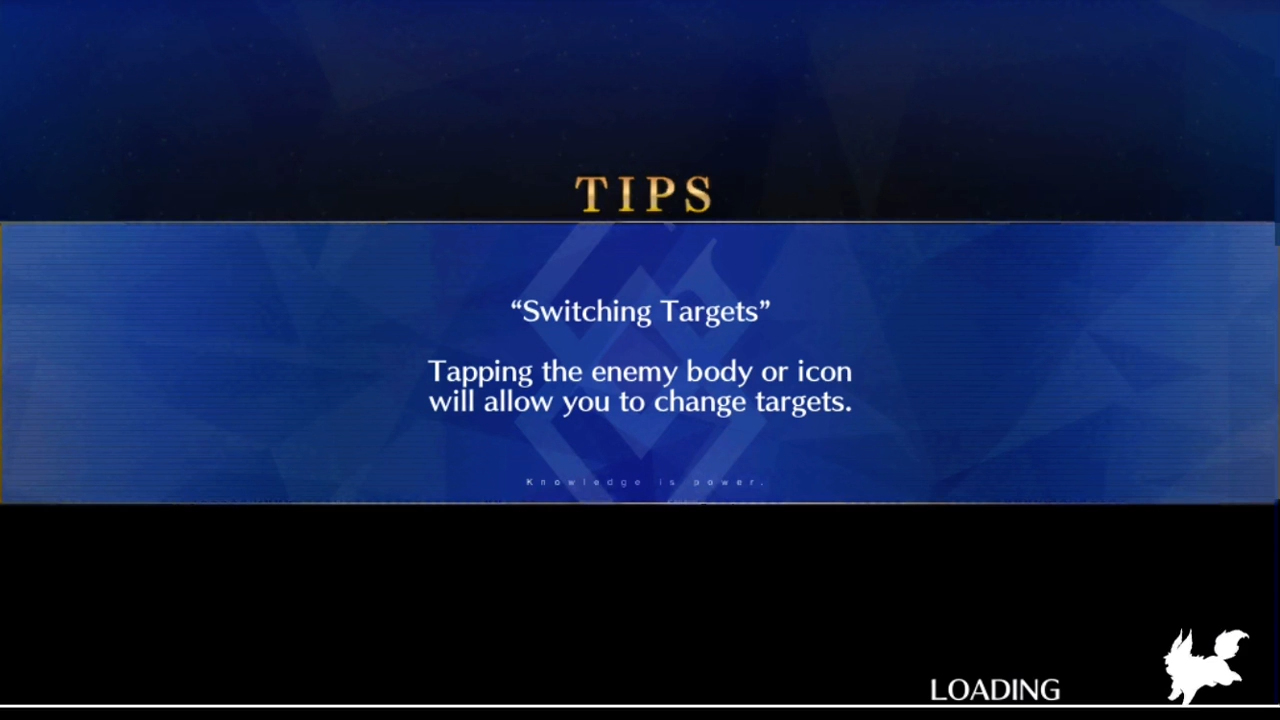 TIPS
“Switching Targets”
Tapping the enemy body or icon
will allow you to change targets.
Knowledge is power.
LOADING